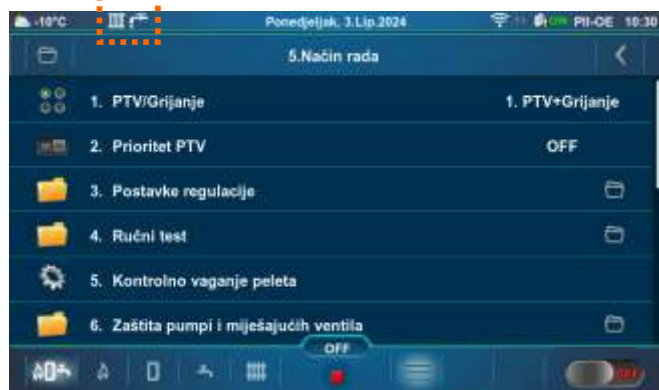 -10°C Ponedjeljak, 3.Lip.2024 PII-OE 10:30
5.Način rada
1. PTV/Grijanje 1. PTV+Grijanje
2. Prioritet PTV OFF
3. Postavke regulacije
4. Ručni test
5. Kontrolno vaganje peleta
6. Zaštita pumpi i miješajućih ventila
OFF
OFF